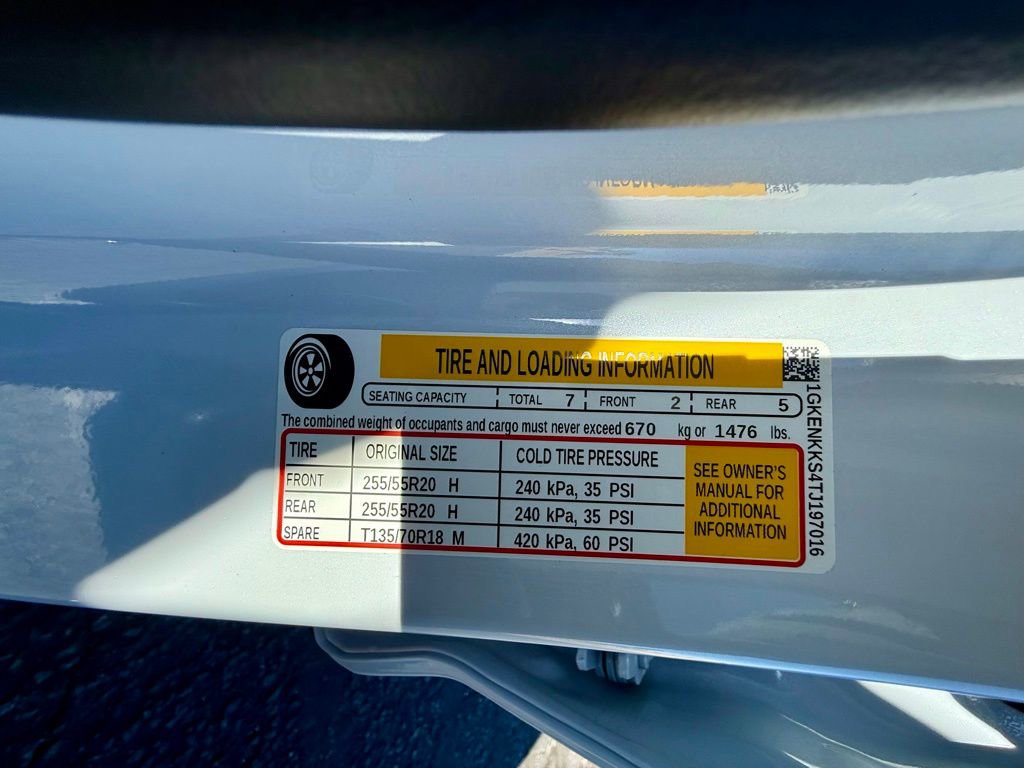 TIRE AND LOADING INFORMATION
SEATING CAPACITY TOTAL 7 FRONT 2 REAR 5
The combined weight of occupants and cargo must never exceed 670 kg or 1476 lbs.
TIRE ORIGINAL SIZE COLD TIRE PRESSURE
FRONT 255/55R20 H 240 kPa, 35 PSI
REAR 255/55R20 H 240 kPa, 35 PSI
SPARE T135/70R18 M 420 kPa, 60 PSI
SEE OWNER'S
MANUAL FOR
ADDITIONAL
INFORMATION
1GKENKKS4TJ197016